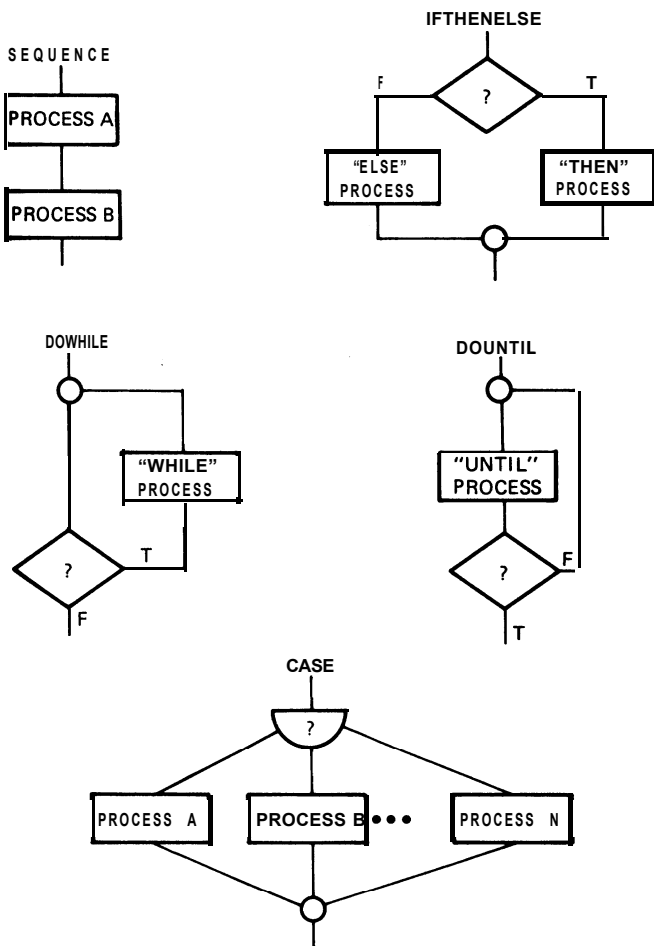 SEQUENCE
PROCESS A
PROCESS B
IFTHENELSE
?
F
T
“ELSE”
PROCESS
“THEN”
PROCESS
DOWHILE
“WHILE”
PROCESS
?
T
F
DOUNTIL
“UNTIL”
PROCESS
?
F
T
CASE
?
PROCESS A
PROCESS B
•••
PROCESS N